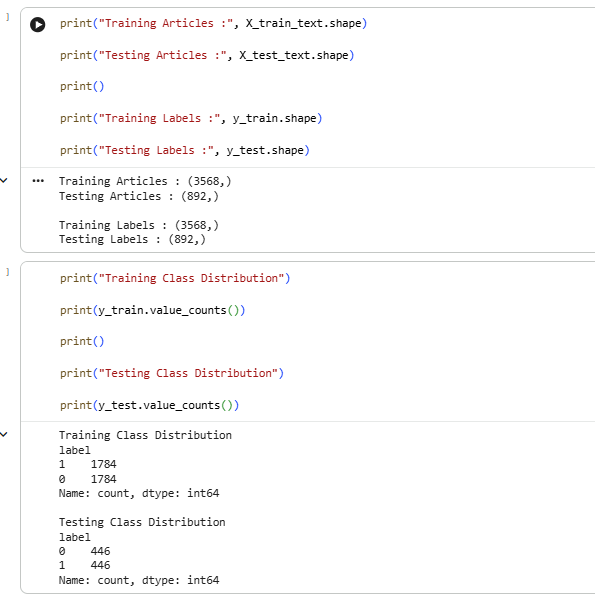 ]
print("Training Articles :", X_train_text.shape)
print("Testing Articles :", X_test_text.shape)
print()
print("Training Labels :", y_train.shape)
print("Testing Labels :", y_test.shape)
Training Articles : (3568,)
Testing Articles : (892,)
Training Labels : (3568,)
Testing Labels : (892,)
]
print("Training Class Distribution")
print(y_train.value_counts())
print()
print("Testing Class Distribution")
print(y_test.value_counts())
Training Class Distribution
label
1    1784
0    1784
Name: count, dtype: int64
Testing Class Distribution
label
0    446
1    446
Name: count, dtype: int64